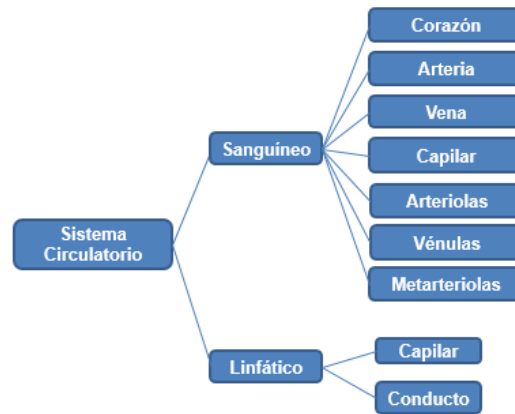 Sistema
Circulatorio
Sanguíneo
Corazón
Arteria
Vena
Capilar
Arteriolas
Vénulas
Metarteriolas
Linfático
Capilar
Conducto